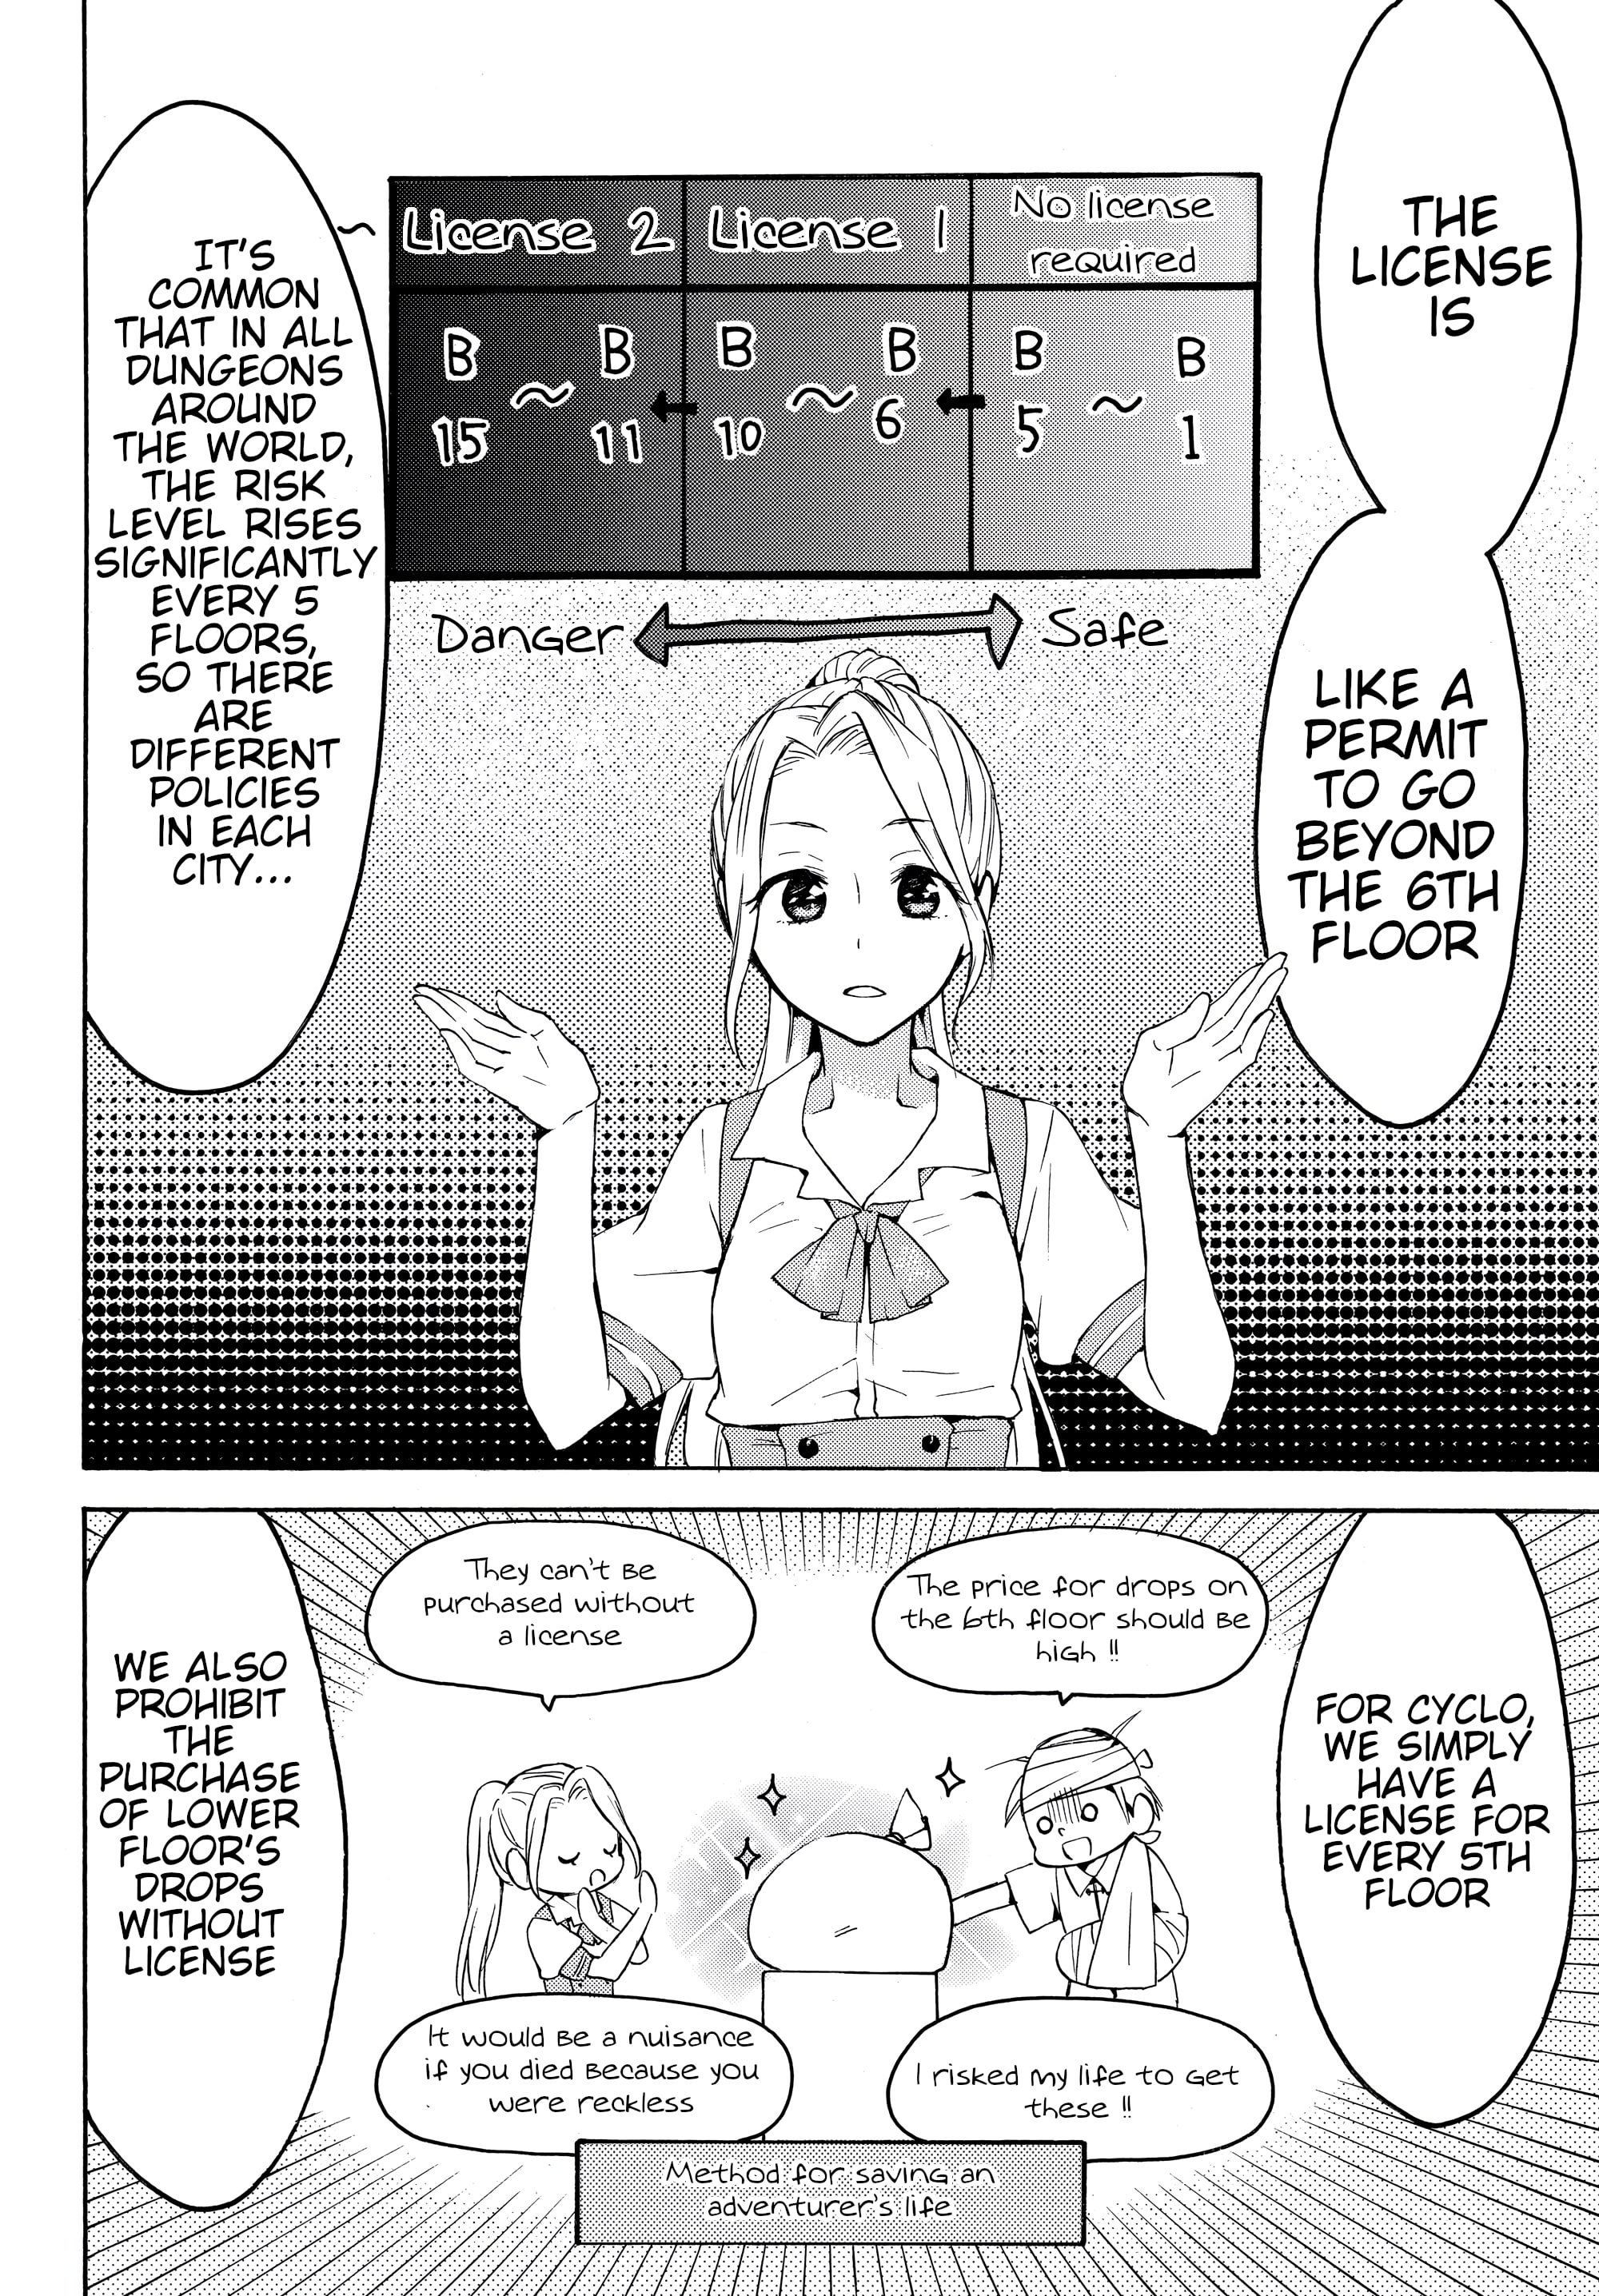 THE
LICENSE
IS
LIKE A
PERMIT
TO GO
BEYOND
THE 6TH
FLOOR
No license
required
License 1
License 2
B B B B B B
1 ~ 5 6 ~ 10 11 ~ 15
~
Safe
Danger
IT'S
COMMON
THAT IN ALL
DUNGEONS
AROUND
THE WORLD,
THE RISK
LEVEL RISES
SIGNIFICANTLY
EVERY 5
FLOORS,
SO THERE
ARE
DIFFERENT
POLICIES
IN EACH
CITY...
FOR CYCLO,
WE SIMPLY
HAVE A
LICENSE FOR
EVERY 5TH
FLOOR
The price for drops on
the 6th floor should be
high !!
I risked my life to get
these !!
They can't be
purchased without
a license
It would be a nuisance
if you died because you
were reckless
Method for saving an
adventurer's life
WE ALSO
PROHIBIT
THE
PURCHASE
OF LOWER
FLOOR'S
DROPS
WITHOUT
LICENSE